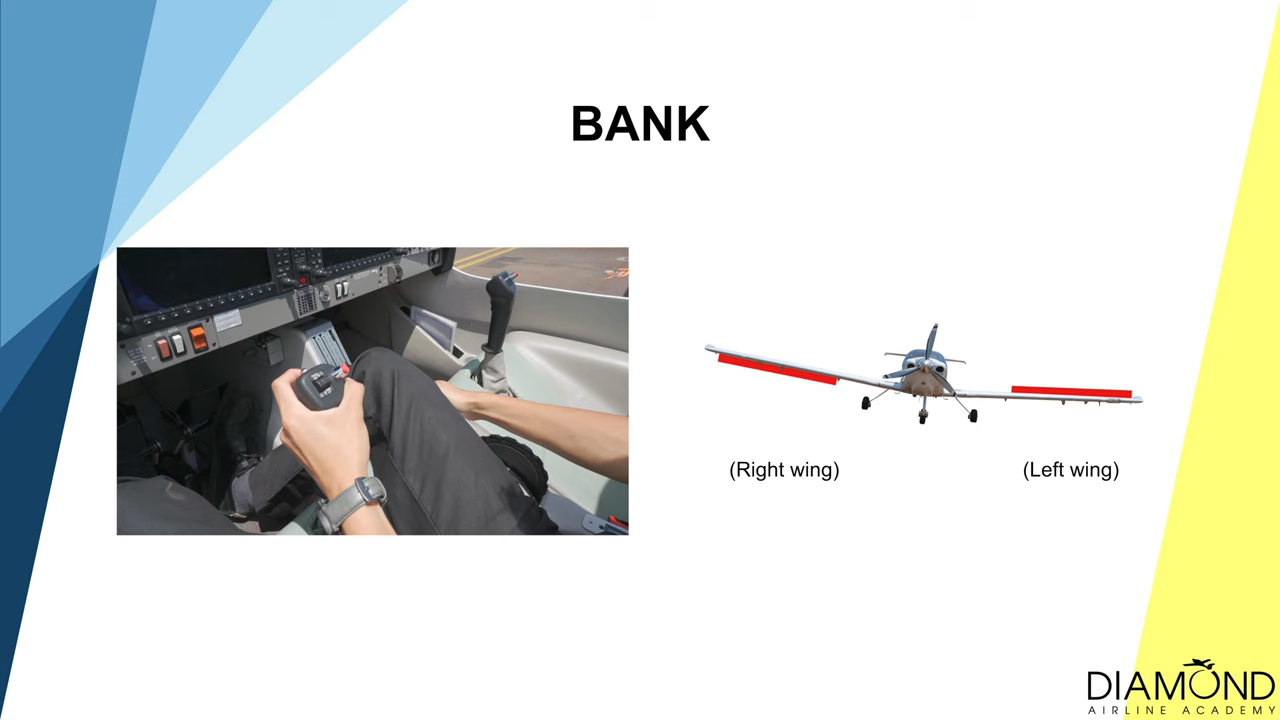 BANK
(Right wing)
(Left wing)
DIAMOND
AIRLINE ACADEMY